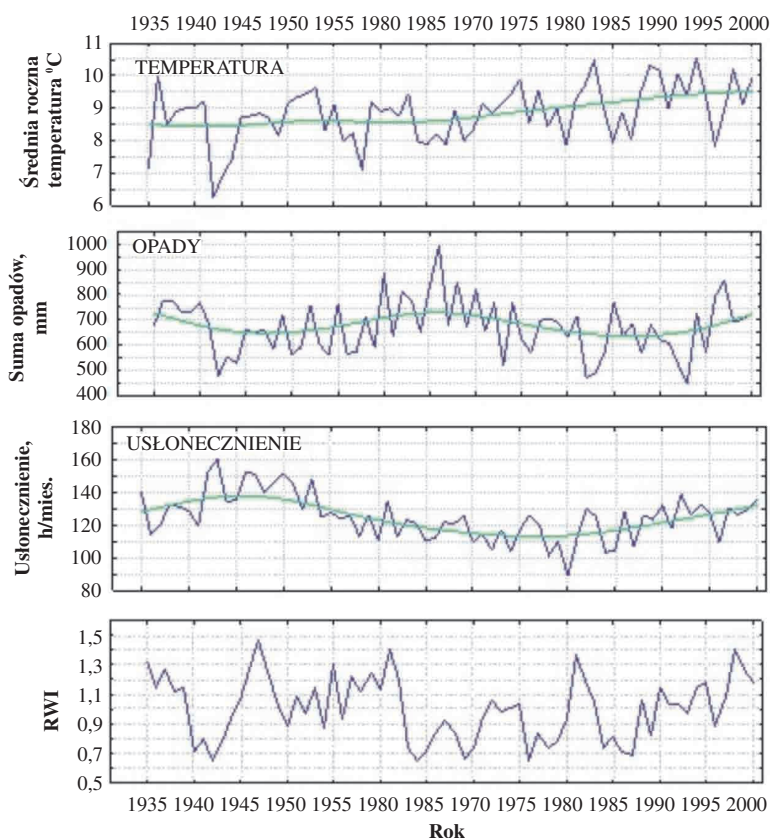 1935 1940 1945 1950 1955 1980 1985 1970 1975 1980 1985 1990 1995 2000
11
10
9
8
7
6
Średnia roczna
temperatura °C
TEMPERATURA
1000
900
800
700
600
500
400
Suma opadów,
mm
OPADY
180
160
140
120
100
80
Usłonecznienie,
h/mies.
USŁONECZNIENIE
1,5
1,3
1,1
0,9
0,7
0,5
RWI
1935 1940 1945 1950 1955 1980 1965 1970 1975 1980 1985 1990 1995 2000
Rok